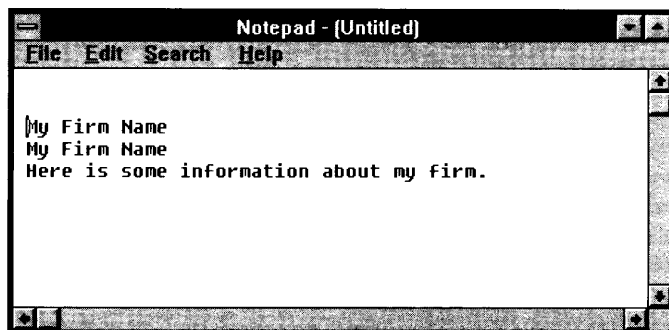 Notepad - (Untitled)
File Edit Search Help
My Firm Name
My Firm Name
Here is some information about my firm.